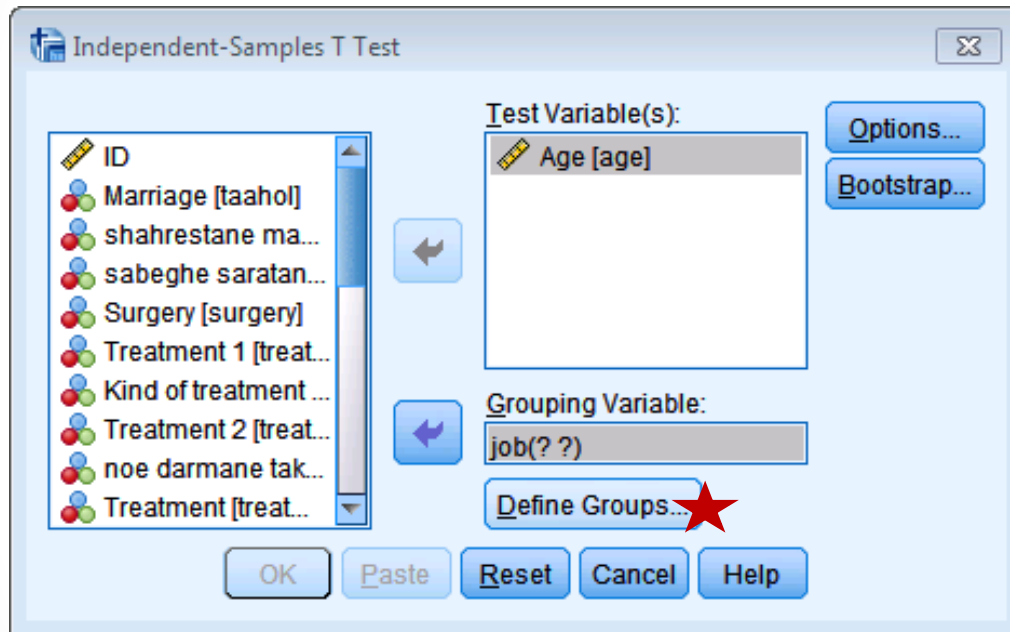 Independent-Samples T Test
ID
Marriage [taahol]
shahrestane ma...
sabeghe saratan...
Surgery [surgery]
Treatment 1 [treat...
Kind of treatment ...
Treatment 2 [treat...
noe darmane tak...
Treatment [treat...
Test Variable(s):
Age [age]
Grouping Variable:
job(? ?)
Define Groups...
Options...
Bootstrap...
OK Paste Reset Cancel Help